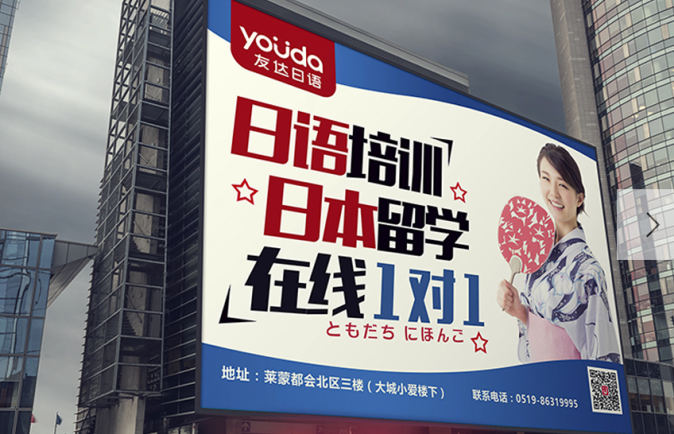 youda
友达日语
日语培训
日本留学
在线1对1
ともだち にほんご
地址：莱蒙都会北区三楼（大城小爱楼下）
联系电话：0519-86319995